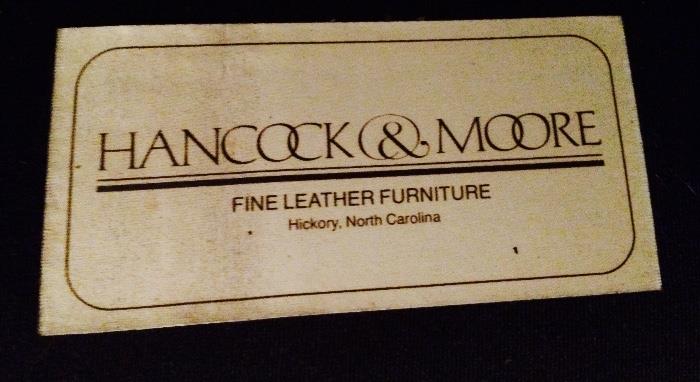 HANCOCK & MOORE
FINE LEATHER FURNITURE
Hickory, North Carolina